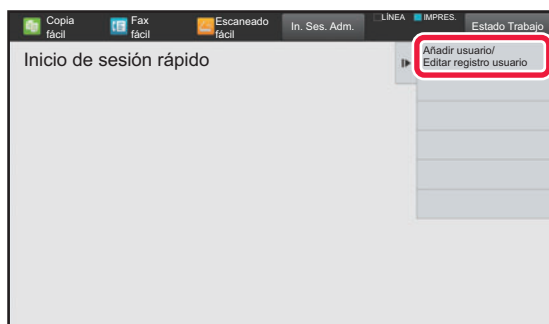 Copia
fácil
Fax
fácil
Escaneado
fácil
In. Ses. Adm.
LÍNEA
IMPRES.
Estado Trabajo
Inicio de sesión rápido
Añadir usuario/
Editar registro usuario